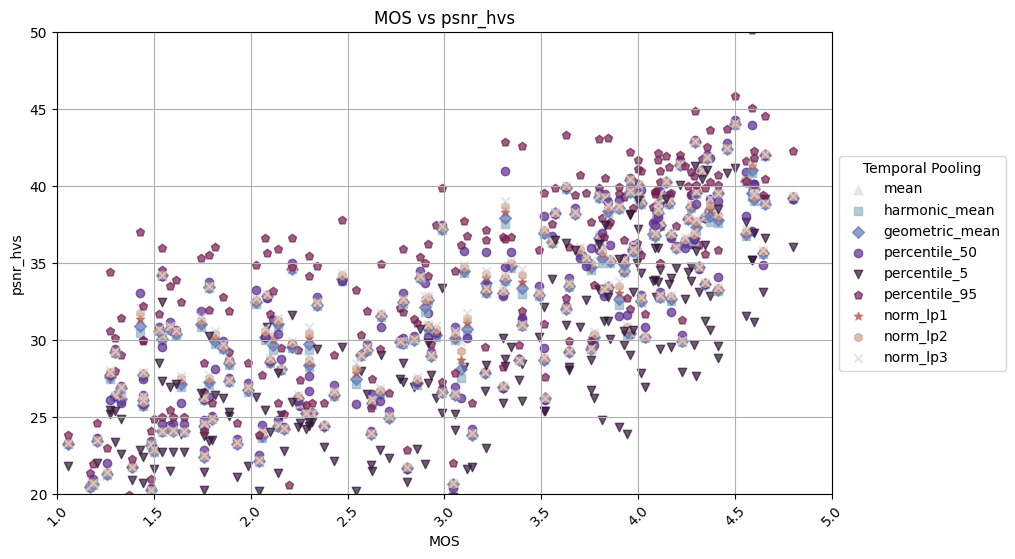 MOS vs psnr_hvs
50
45
40
35
30
25
20
psnr_hvs
1.0
1.5
2.0
2.5
3.0
3.5
4.0
4.5
5.0
MOS
Temporal Pooling
mean
harmonic_mean
geometric_mean
percentile_50
percentile_5
percentile_95
norm_lp1
norm_lp2
norm_lp3